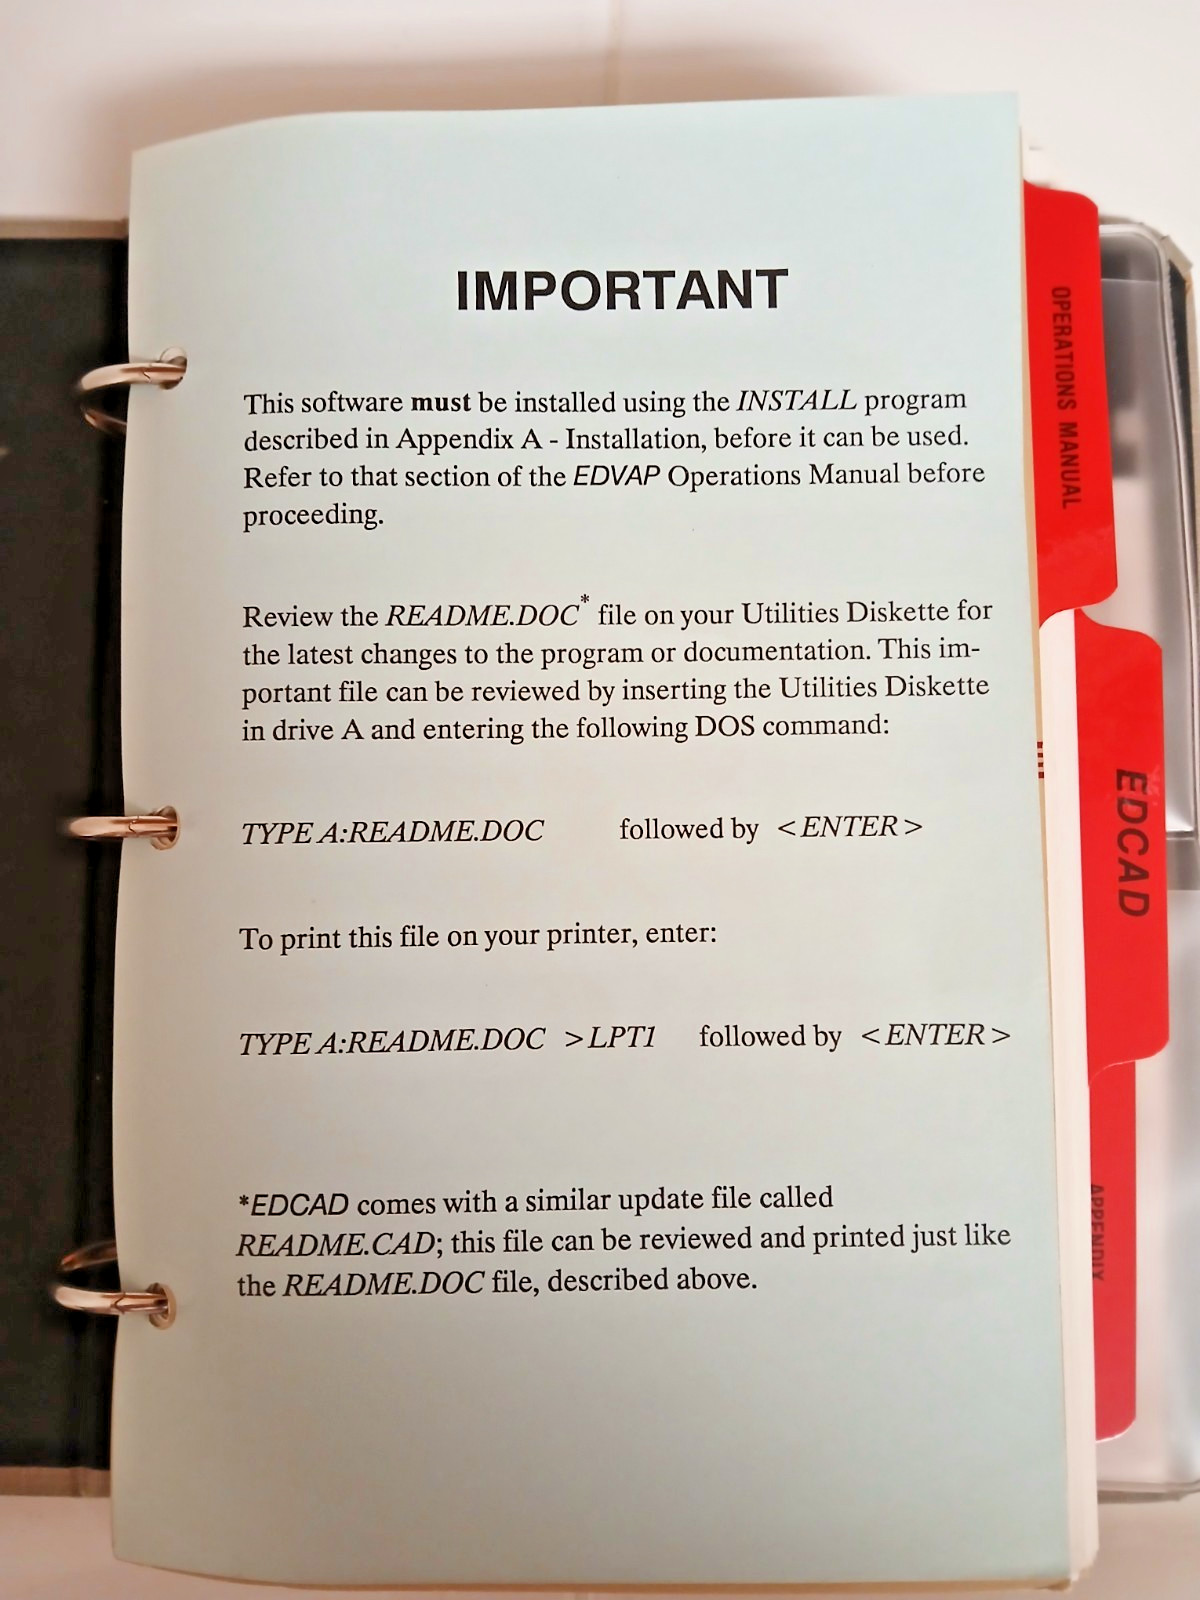 IMPORTANT
This software must be installed using the INSTALL program
described in Appendix A - Installation, before it can be used.
Refer to that section of the EDVAP Operations Manual before
proceeding.
Review the README.DOC* file on your Utilities Diskette for
the latest changes to the program or documentation. This im-
portant file can be reviewed by inserting the Utilities Diskette
in drive A and entering the following DOS command:
TYPE A:README.DOC followed by <ENTER>
To print this file on your printer, enter:
TYPE A:README.DOC >LPT1 followed by <ENTER>
*EDCAD comes with a similar update file called
README.CAD; this file can be reviewed and printed just like
the README.DOC file, described above.
OPERATIONS MANUAL
EDCAD
APPENDIX